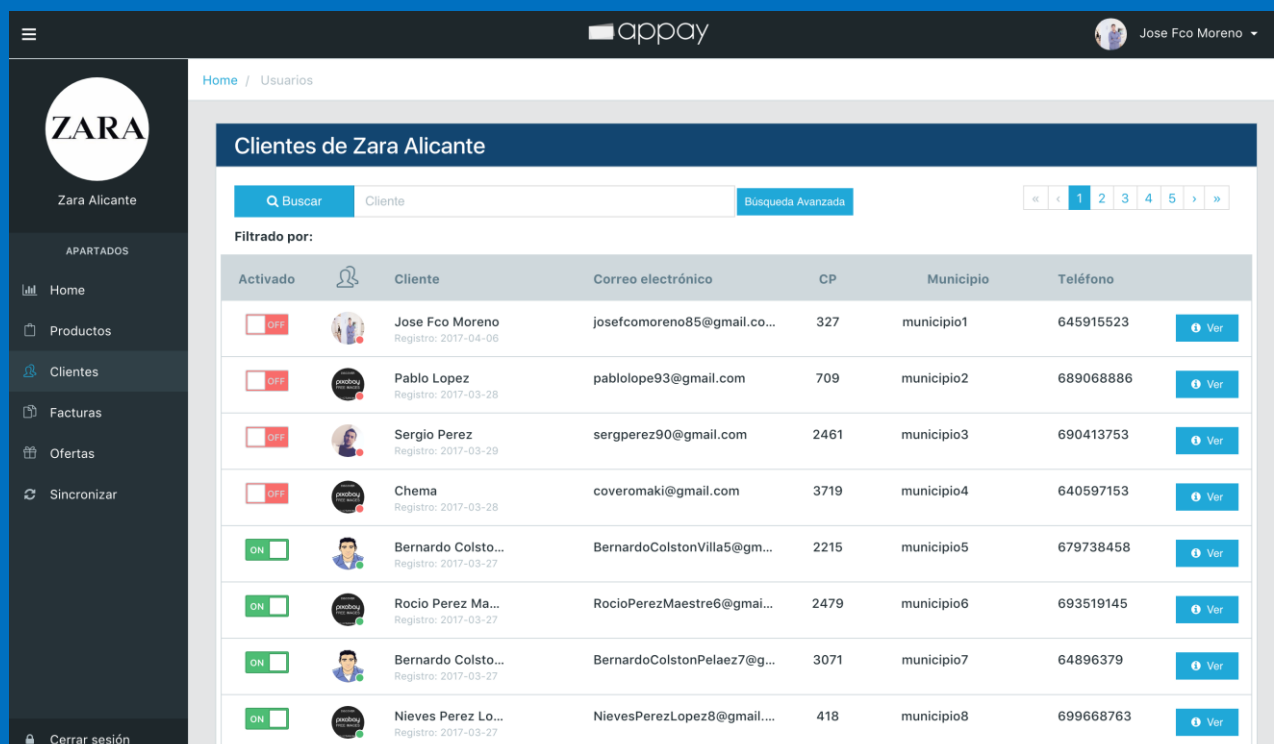 appay
Jose Fco Moreno
ZARA
Zara Alicante
APARTADOS
Home
Productos
Clientes
Facturas
Ofertas
Sincronizar
Cerrar sesión
Home / Usuarios
Clientes de Zara Alicante
Buscar Cliente Búsqueda Avanzada « ‹ 1 2 3 4 5 › »
Filtrado por:
Activado Cliente Correo electrónico CP Municipio Teléfono
OFF Jose Fco Moreno josefcomoreno85@gmail.co... 327 municipio1 645915523 Ver
Registro: 2017-04-06
OFF Pablo Lopez pablolope93@gmail.com 709 municipio2 689068886 Ver
Registro: 2017-03-28
OFF Sergio Perez sergperez90@gmail.com 2461 municipio3 690413753 Ver
Registro: 2017-03-29
OFF Chema coveromaki@gmail.com 3719 municipio4 640597153 Ver
Registro: 2017-03-28
ON Bernardo Colsto... BernardoColstonVilla5@gm... 2215 municipio5 679738458 Ver
Registro: 2017-03-27
ON Rocio Perez Ma... RocioPerezMaestre6@gmai... 2479 municipio6 693519145 Ver
Registro: 2017-03-27
ON Bernardo Colsto... BernardoColstonPelaez7@g... 3071 municipio7 64896379 Ver
Registro: 2017-03-27
ON Nieves Perez Lo... NievesPerezLopez8@gmail.... 418 municipio8 699668763 Ver
Registro: 2017-03-27